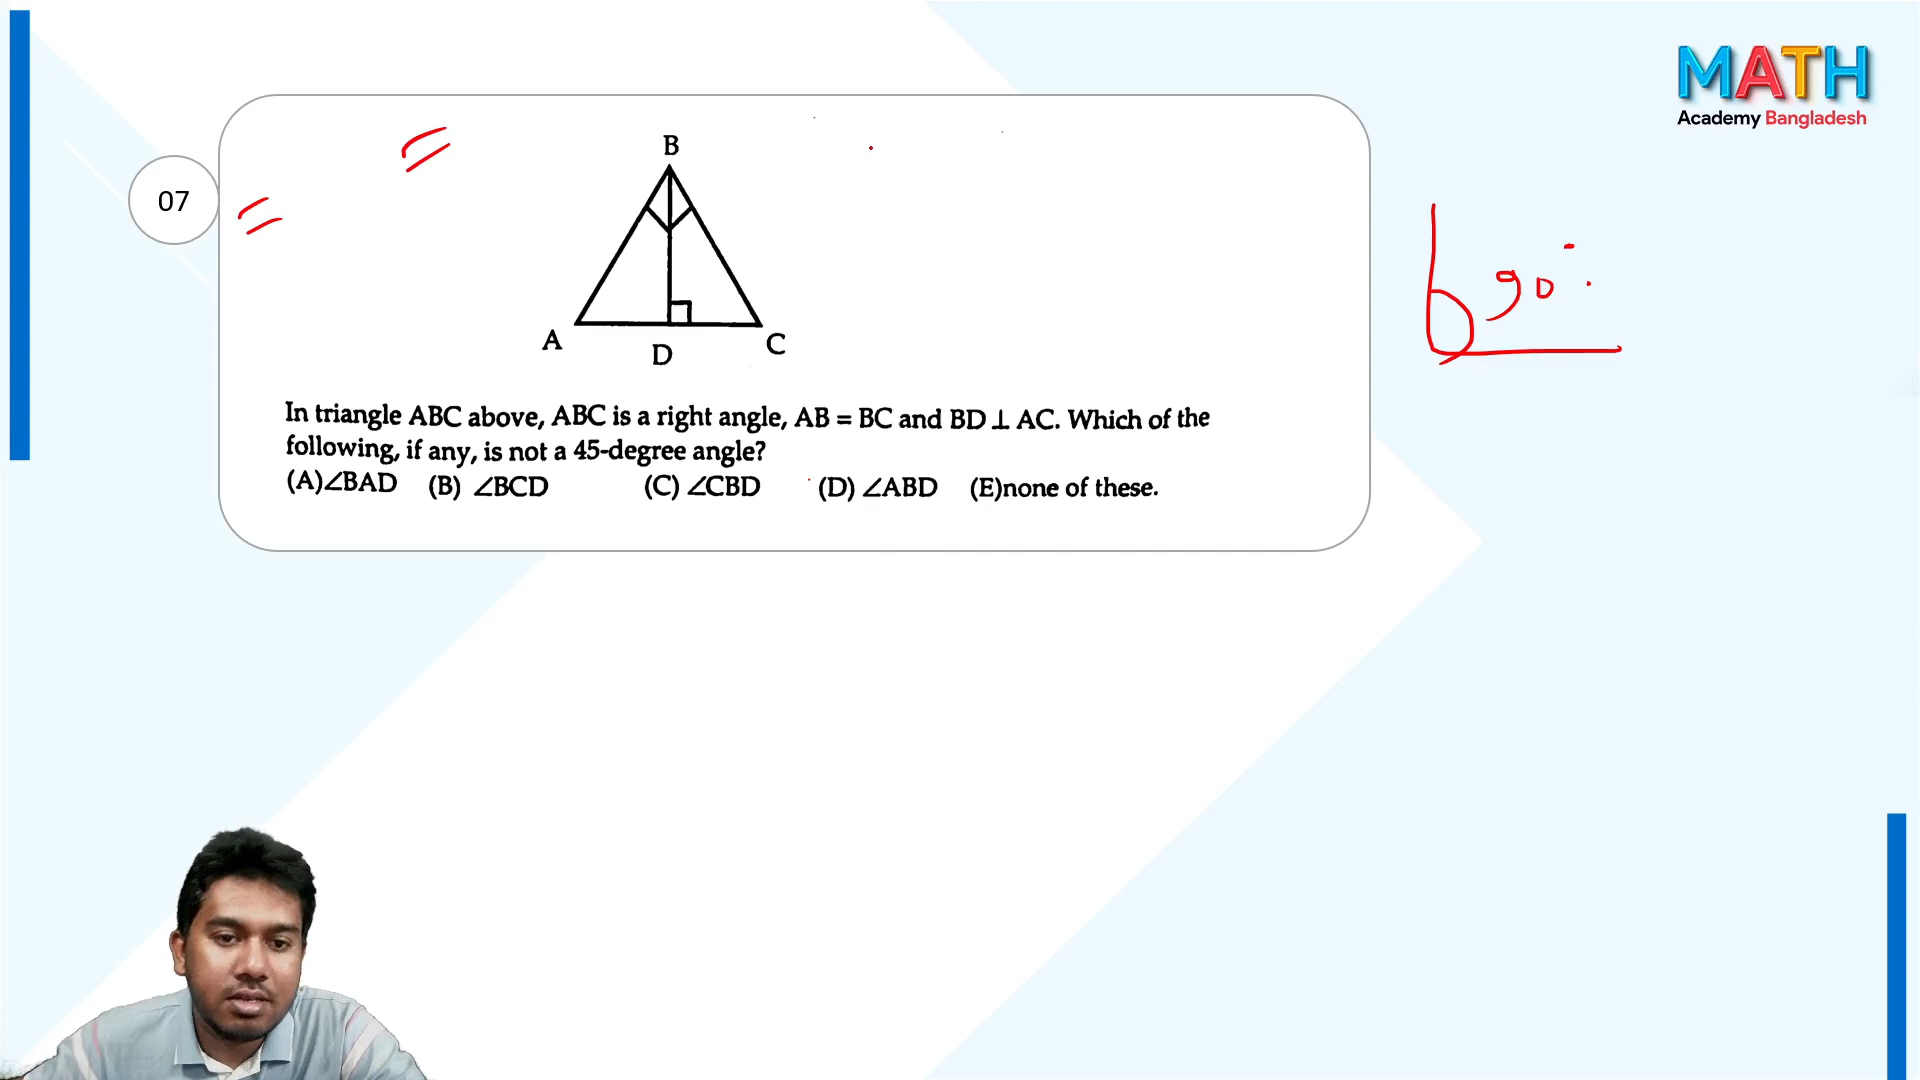 MATH
Academy Bangladesh
07
B
A
D
C
90°
In triangle ABC above, ABC is a right angle, AB = BC and BD ⊥ AC. Which of the
following, if any, is not a 45-degree angle?
(A)∠BAD (B) ∠BCD (C) ∠CBD (D) ∠ABD (E)none of these.